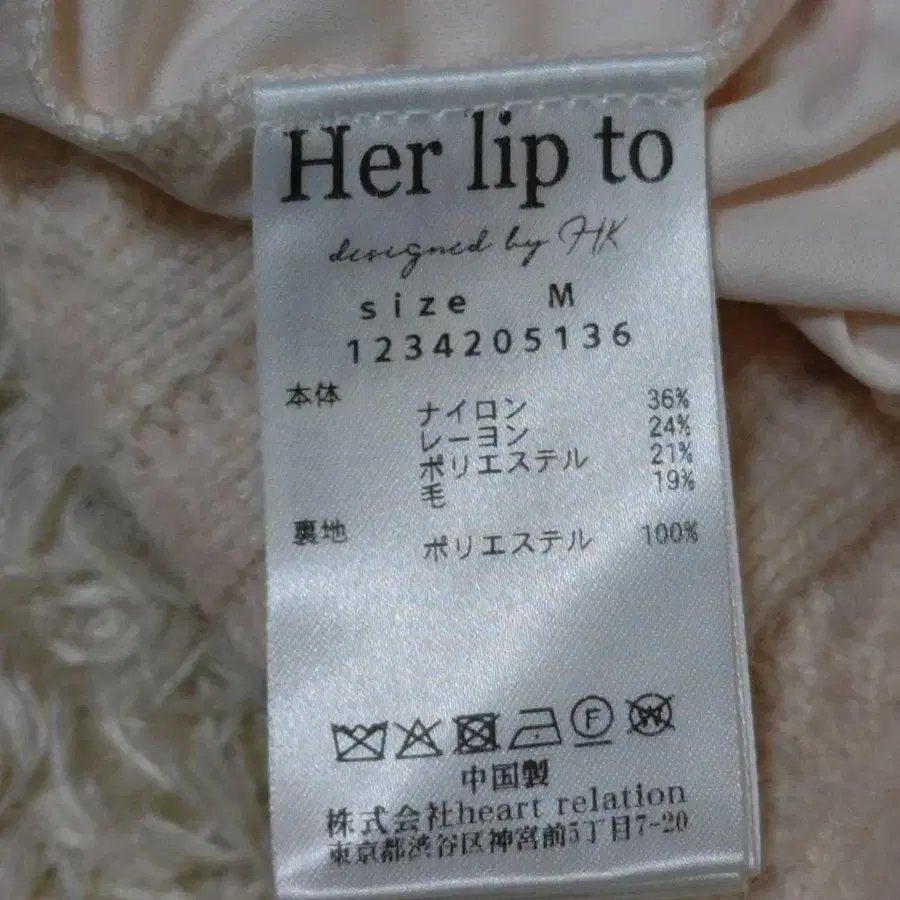 Her lip to
designed by HK
size M
1234205136
本体
ナイロン 36%
レーヨン 24%
ポリエステル 21%
毛 19%
裏地 ポリエステル 100%
F W
中国製
株式会社heart relation
東京都渋谷区神宮前5丁目7-20